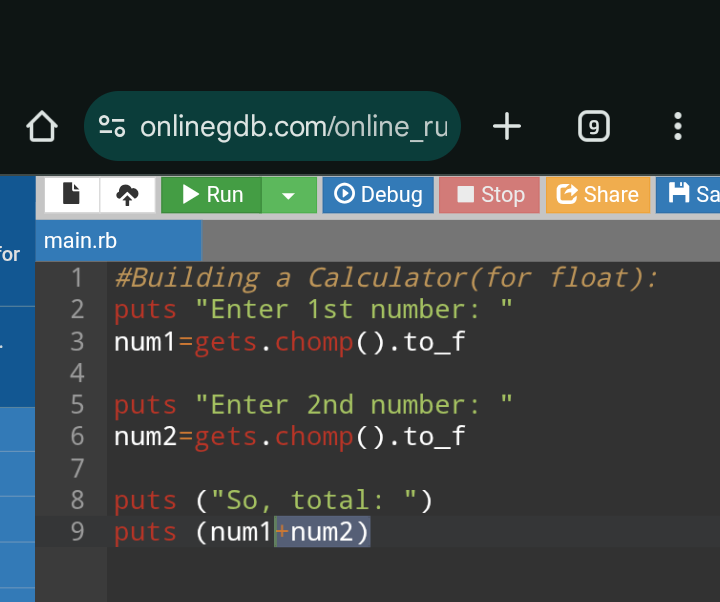 onlinegdb.com/online_ru
9
Run
Debug
Stop
Share
Sa
main.rb
for
1 #Building a Calculator(for float):
2 puts "Enter 1st number: "
3 num1=gets.chomp().to_f
4
5 puts "Enter 2nd number: "
6 num2=gets.chomp().to_f
7
8 puts ("So, total: ")
9 puts (num1+num2)